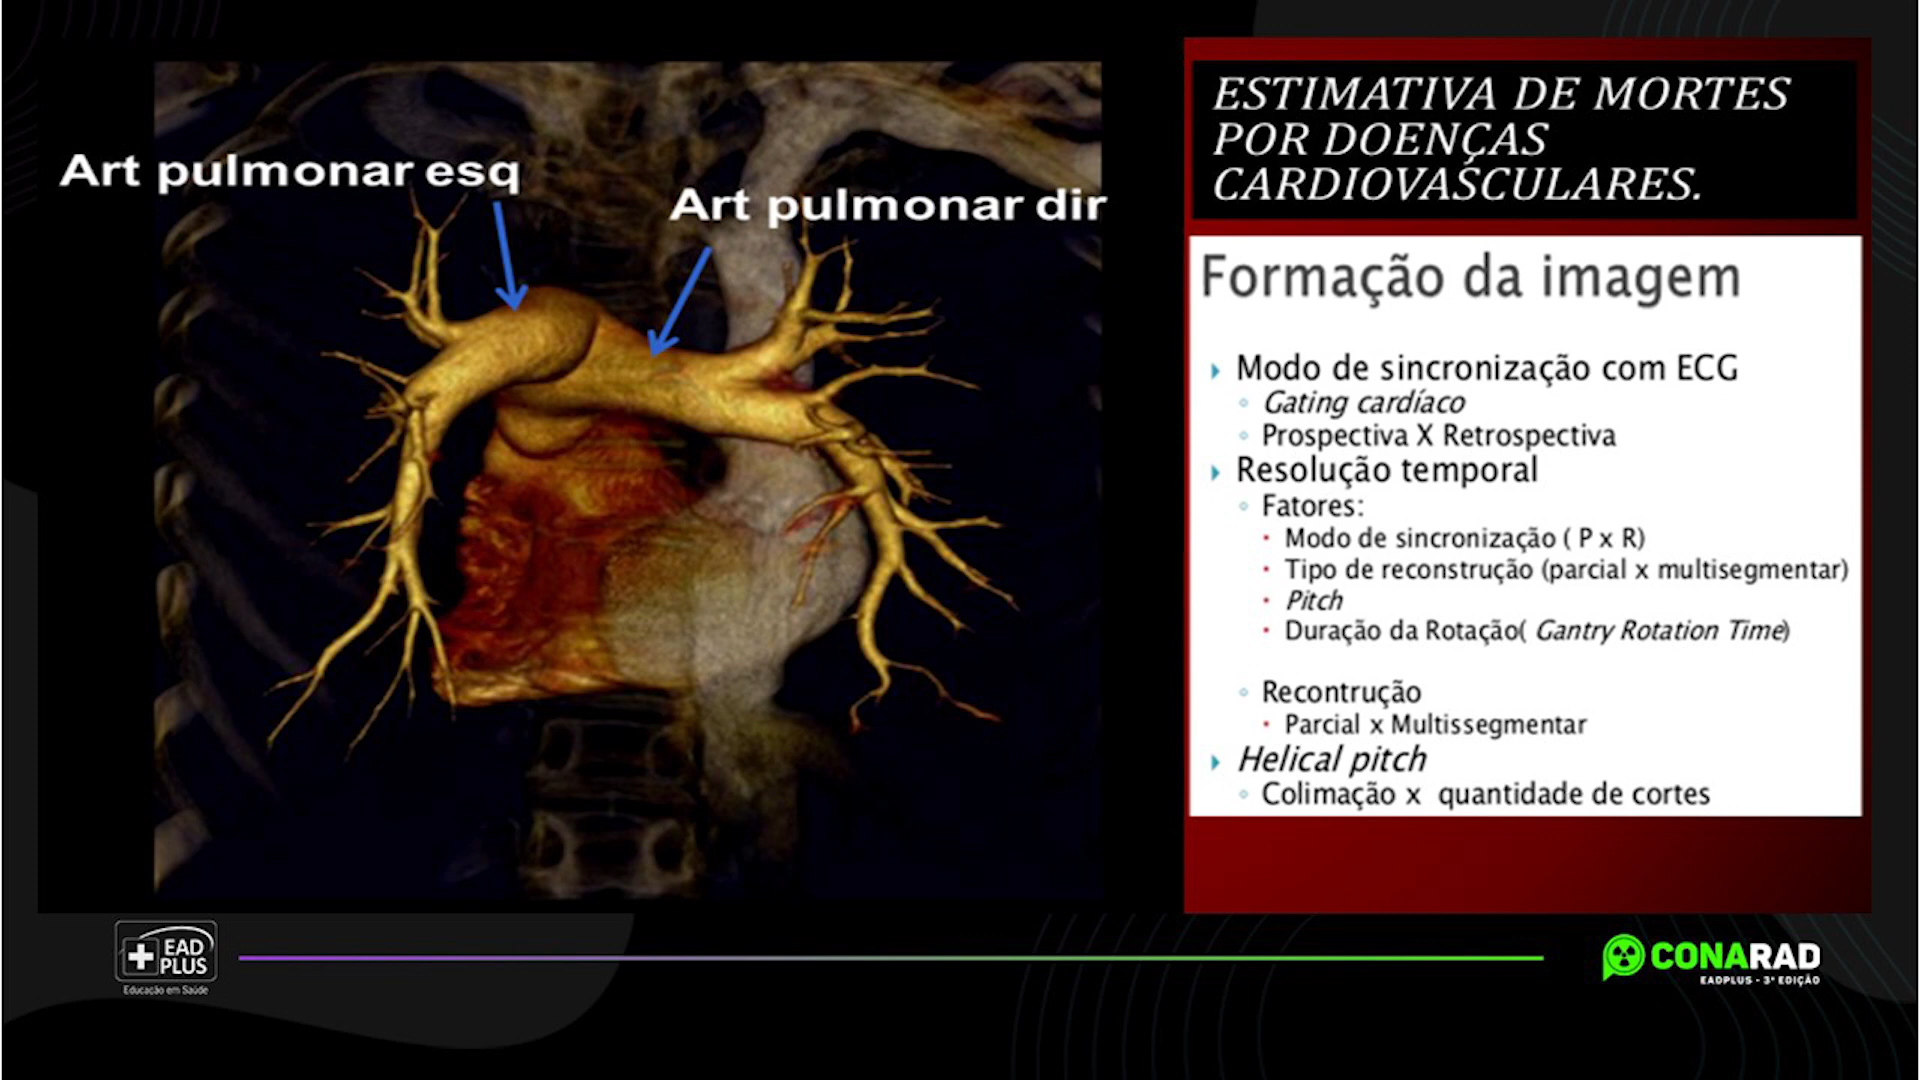 Art pulmonar esq
Art pulmonar dir
ESTIMATIVA DE MORTES
POR DOENÇAS
CARDIOVASCULARES.
Formação da imagem
Modo de sincronização com ECG
Gating cardíaco
Prospectiva X Retrospectiva
Resolução temporal
Fatores:
Modo de sincronização ( P x R)
Tipo de reconstrução (parcial x multisegmentar)
Pitch
Duração da Rotação( Gantry Rotation Time)
Recontrução
Parcial x Multissegmentar
Helical pitch
Colimação x quantidade de cortes
EAD
PLUS
Educação em Saúde
CONARAD
EADPLUS - 3ª EDIÇÃO